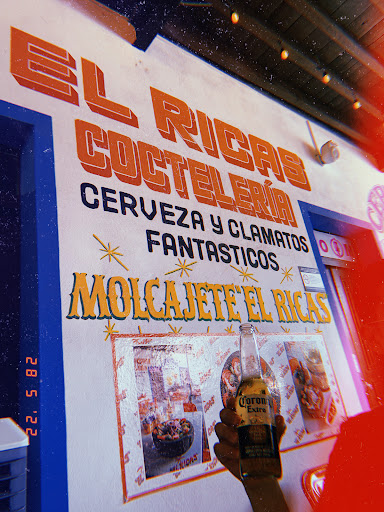 EL RICAS
COCTELERÍA
CERVEZA Y CLAMATOS
FANTASTICOS
MOLCAJETE "EL RICAS
Corona
Extra
22. 5 82